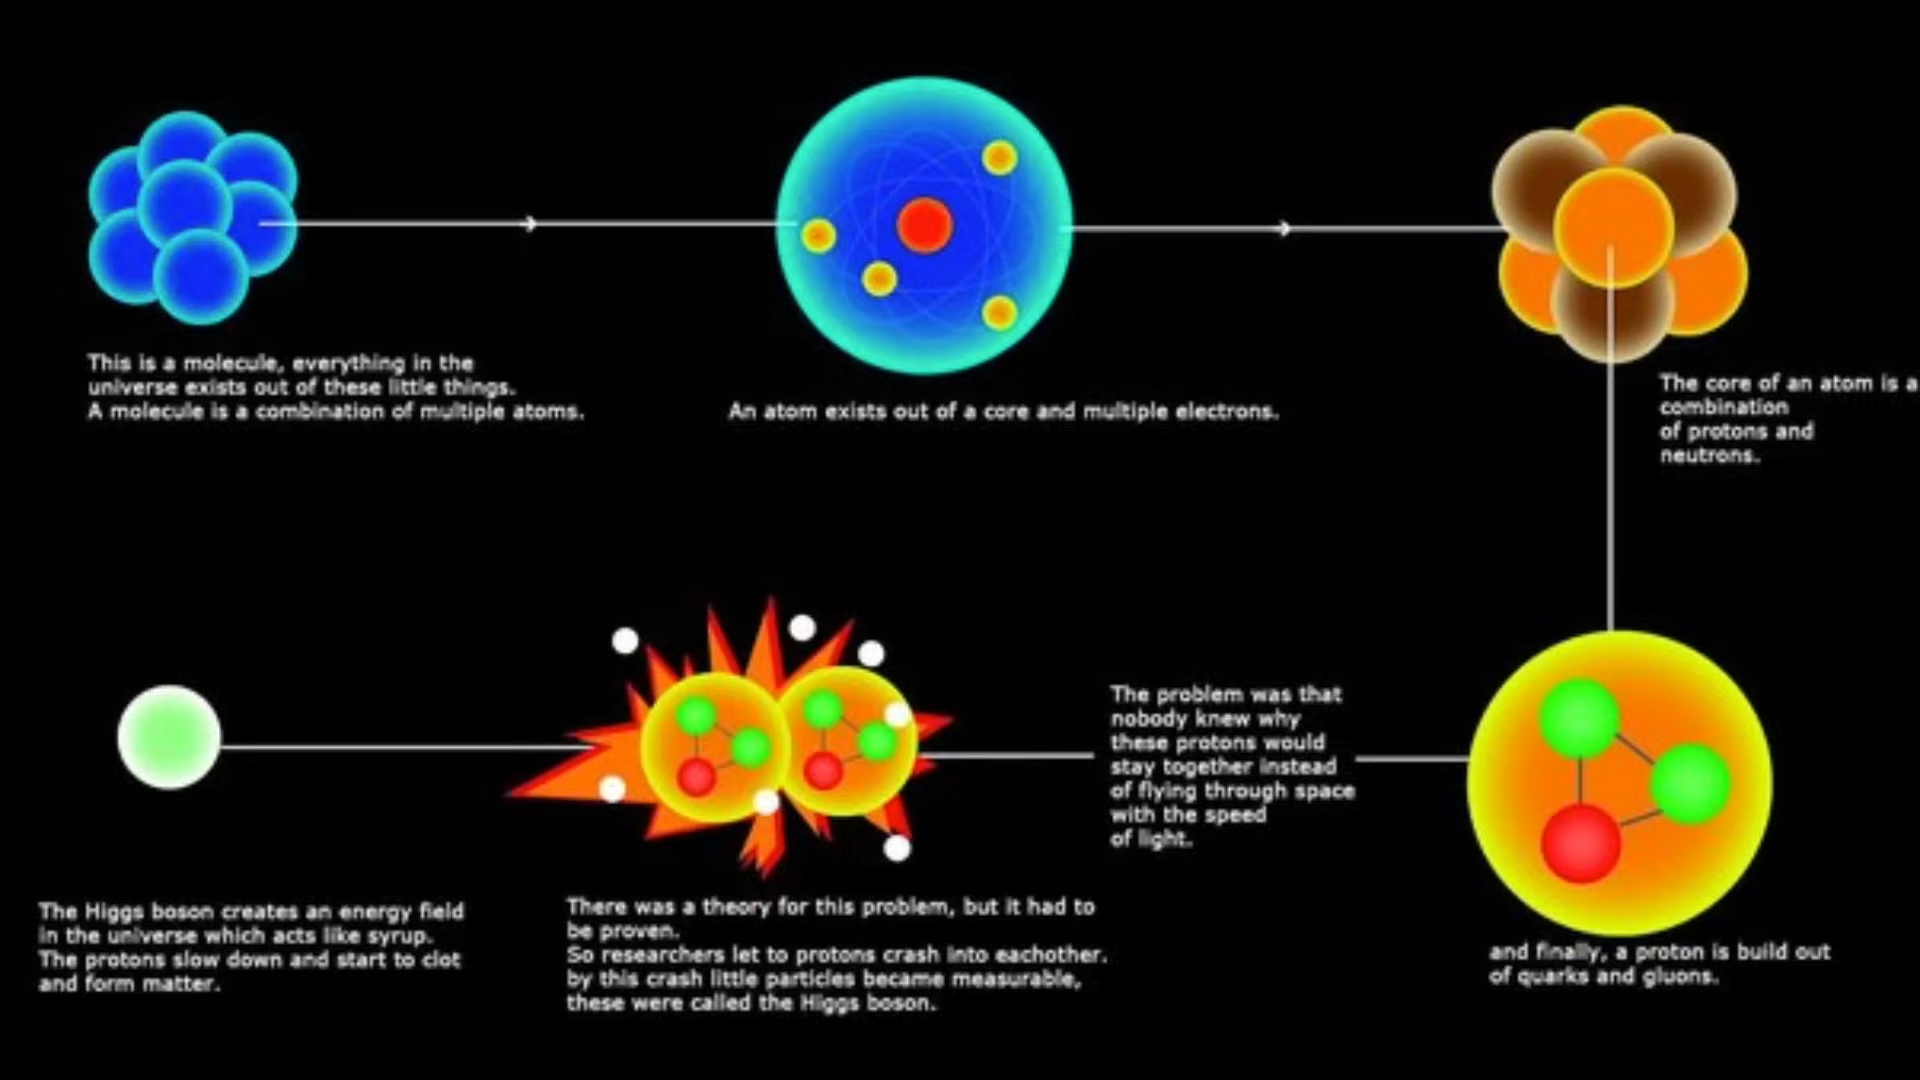 This is a molecule, everything in the
universe exists out of these little things.
A molecule is a combination of multiple atoms.
An atom exists out of a core and multiple electrons.
The core of an atom is a
combination
of protons and
neutrons.
and finally, a proton is build out
of quarks and gluons.
The problem was that
nobody knew why
these protons would
stay together instead
of flying through space
with the speed
of light.
There was a theory for this problem, but it had to
be proven.
So researchers let to protons crash into eachother.
by this crash little particles became measurable,
these were called the Higgs boson.
The Higgs boson creates an energy field
in the universe which acts like syrup.
The protons slow down and start to clot
and form matter.